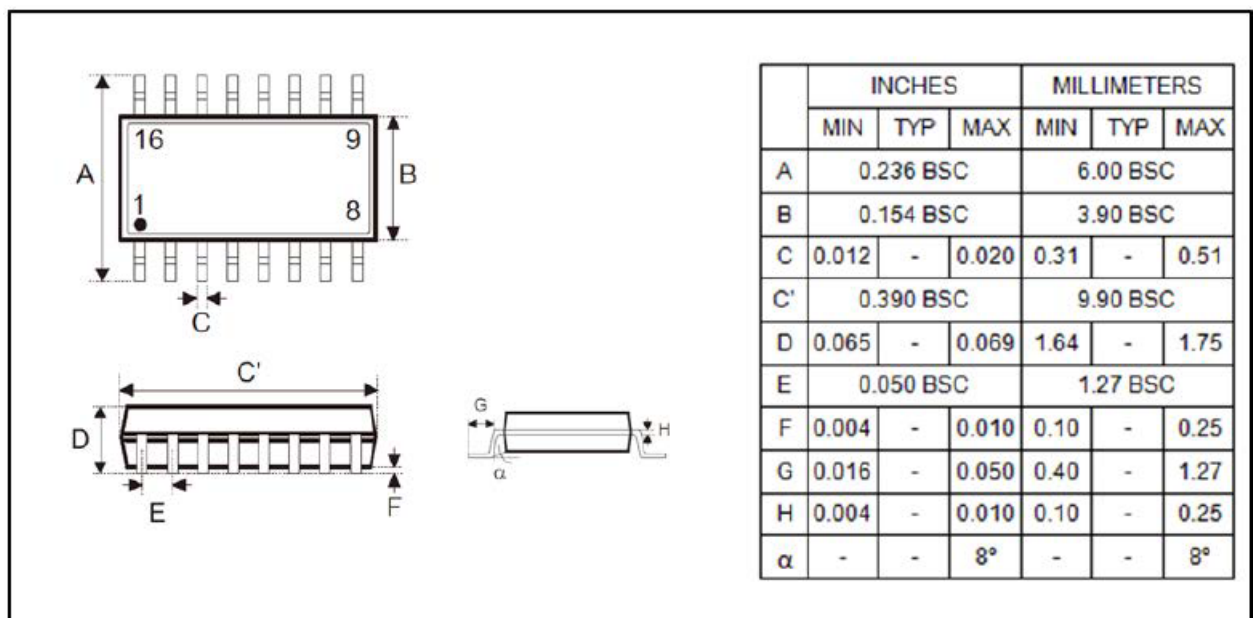 16 9
1 8
A
B
C
C'
D
E
F
G
H
α
INCHES MILLIMETERS
MIN TYP MAX MIN TYP MAX
A 0.236 BSC 6.00 BSC
B 0.154 BSC 3.90 BSC
C 0.012 - 0.020 0.31 - 0.51
C' 0.390 BSC 9.90 BSC
D 0.065 - 0.069 1.64 - 1.75
E 0.050 BSC 1.27 BSC
F 0.004 - 0.010 0.10 - 0.25
G 0.016 - 0.050 0.40 - 1.27
H 0.004 - 0.010 0.10 - 0.25
α - - 8° - - 8°